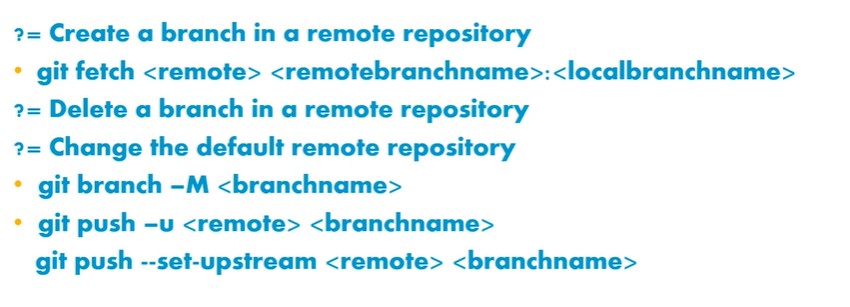 ?= Create a branch in a remote repository
• git fetch <remote> <remotebranchname>:<localbranchname>
?= Delete a branch in a remote repository
?= Change the default remote repository
• git branch –M <branchname>
• git push –u <remote> <branchname>
git push --set-upstream <remote> <branchname>